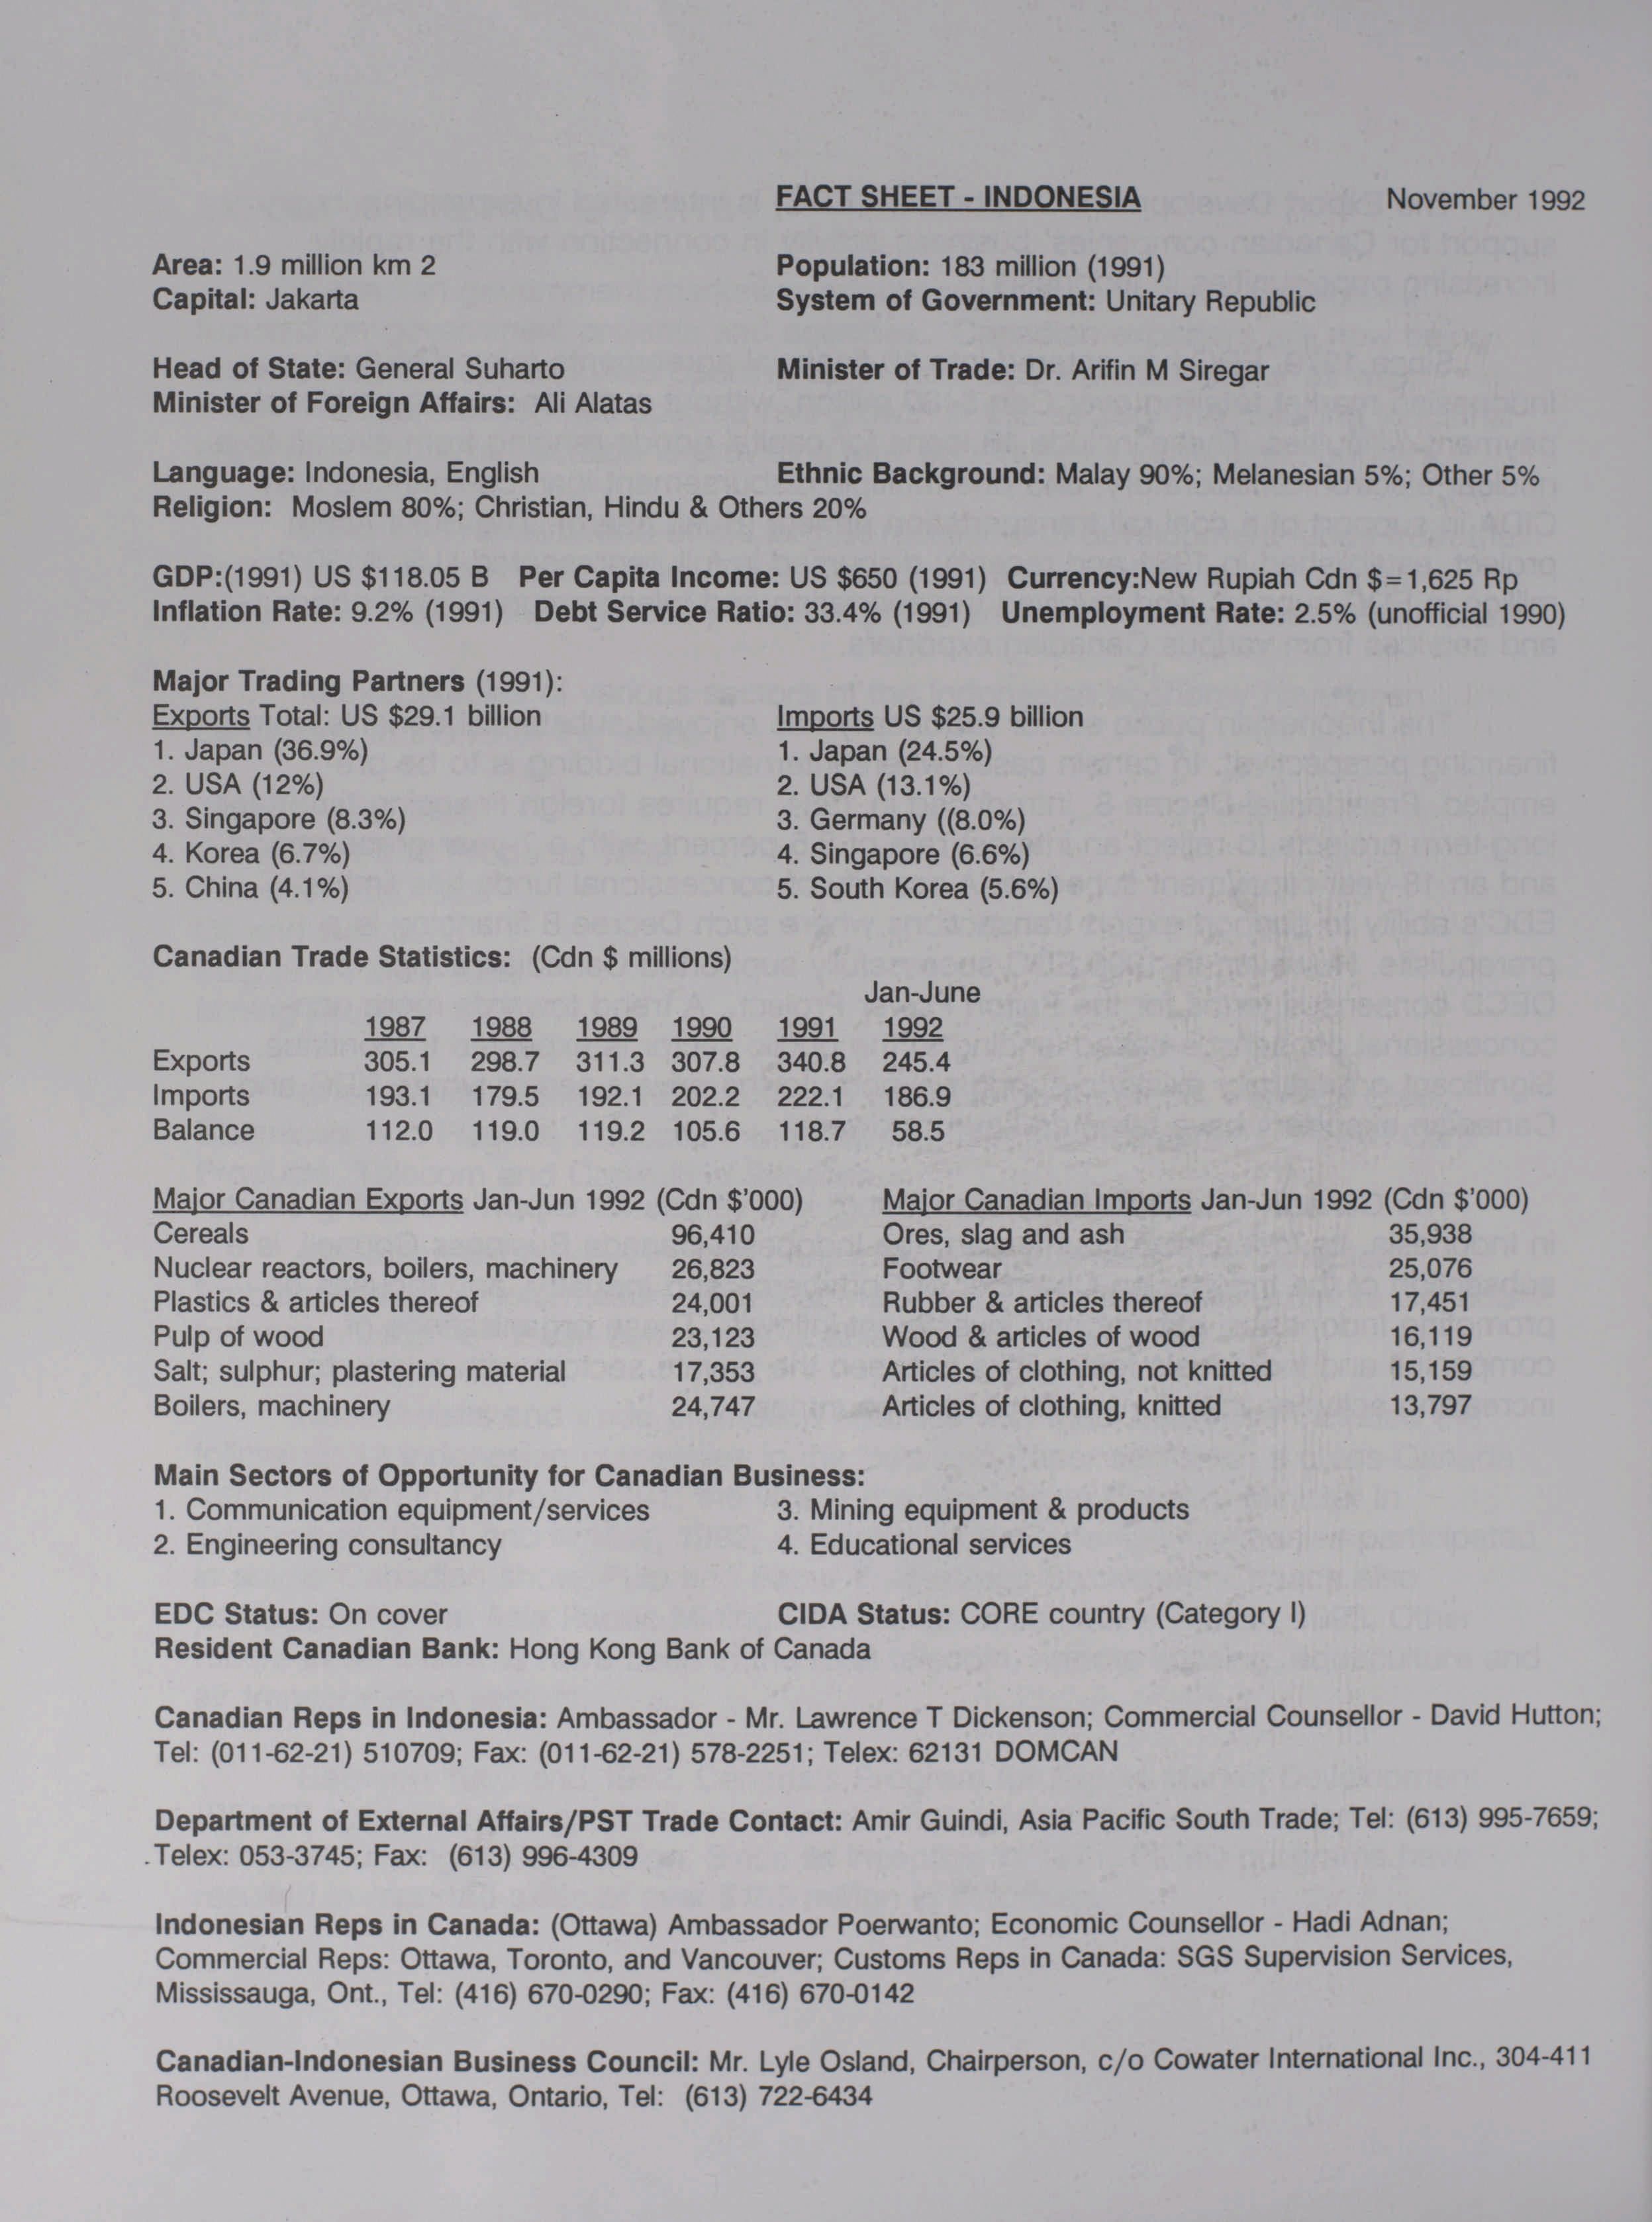 FACT SHEET - INDONESIA November 1992
Area: 1.9 million km 2 Population: 183 million (1991)
Capital: Jakarta System of Government: Unitary Republic
Head of State: General Suharto Minister of Trade: Dr. Arifin M Siregar
Minister of Foreign Affairs: Ali Alatas
Language: Indonesia, English Ethnic Background: Malay 90%; Melanesian 5%; Other 5%
Religion: Moslem 80%; Christian, Hindu & Others 20%
GDP:(1991) US $118.05 B Per Capita Income: US $650 (1991) Currency:New Rupiah Cdn $=1,625 Rp
Inflation Rate: 9.2% (1991) Debt Service Ratio: 33.4% (1991) Unemployment Rate: 2.5% (unofficial 1990)
Major Trading Partners (1991):
Exports Total: US $29.1 billion Imports US $25.9 billion
1. Japan (36.9%) 1. Japan (24.5%)
2. USA (12%) 2. USA (13.1%)
3. Singapore (8.3%) 3. Germany ((8.0%)
4. Korea (6.7%) 4. Singapore (6.6%)
5. China (4.1%) 5. South Korea (5.6%)
Canadian Trade Statistics: (Cdn $ millions)
Jan-June
1987 1988 1989 1990 1991 1992
Exports 305.1 298.7 311.3 307.8 340.8 245.4
Imports 193.1 179.5 192.1 202.2 222.1 186.9
Balance 112.0 119.0 119.2 105.6 118.7 58.5
Major Canadian Exports Jan-Jun 1992 (Cdn $'000) Major Canadian Imports Jan-Jun 1992 (Cdn $'000)
Cereals 96,410 Ores, slag and ash 35,938
Nuclear reactors, boilers, machinery 26,823 Footwear 25,076
Plastics & articles thereof 24,001 Rubber & articles thereof 17,451
Pulp of wood 23,123 Wood & articles of wood 16,119
Salt; sulphur; plastering material 17,353 Articles of clothing, not knitted 15,159
Boilers, machinery 24,747 Articles of clothing, knitted 13,797
Main Sectors of Opportunity for Canadian Business:
1. Communication equipment/services 3. Mining equipment & products
2. Engineering consultancy 4. Educational services
EDC Status: On cover CIDA Status: CORE country (Category I)
Resident Canadian Bank: Hong Kong Bank of Canada
Canadian Reps in Indonesia: Ambassador - Mr. Lawrence T Dickenson; Commercial Counsellor - David Hutton;
Tel: (011-62-21) 510709; Fax: (011-62-21) 578-2251; Telex: 62131 DOMCAN
Department of External Affairs/PST Trade Contact: Amir Guindi, Asia Pacific South Trade; Tel: (613) 995-7659;
Telex: 053-3745; Fax: (613) 996-4309
Indonesian Reps in Canada: (Ottawa) Ambassador Poerwanto; Economic Counsellor - Hadi Adnan;
Commercial Reps: Ottawa, Toronto, and Vancouver; Customs Reps in Canada: SGS Supervision Services,
Mississauga, Ont., Tel: (416) 670-0290; Fax: (416) 670-0142
Canadian-Indonesian Business Council: Mr. Lyle Osland, Chairperson, c/o Cowater International Inc., 304-411
Roosevelt Avenue, Ottawa, Ontario, Tel: (613) 722-6434